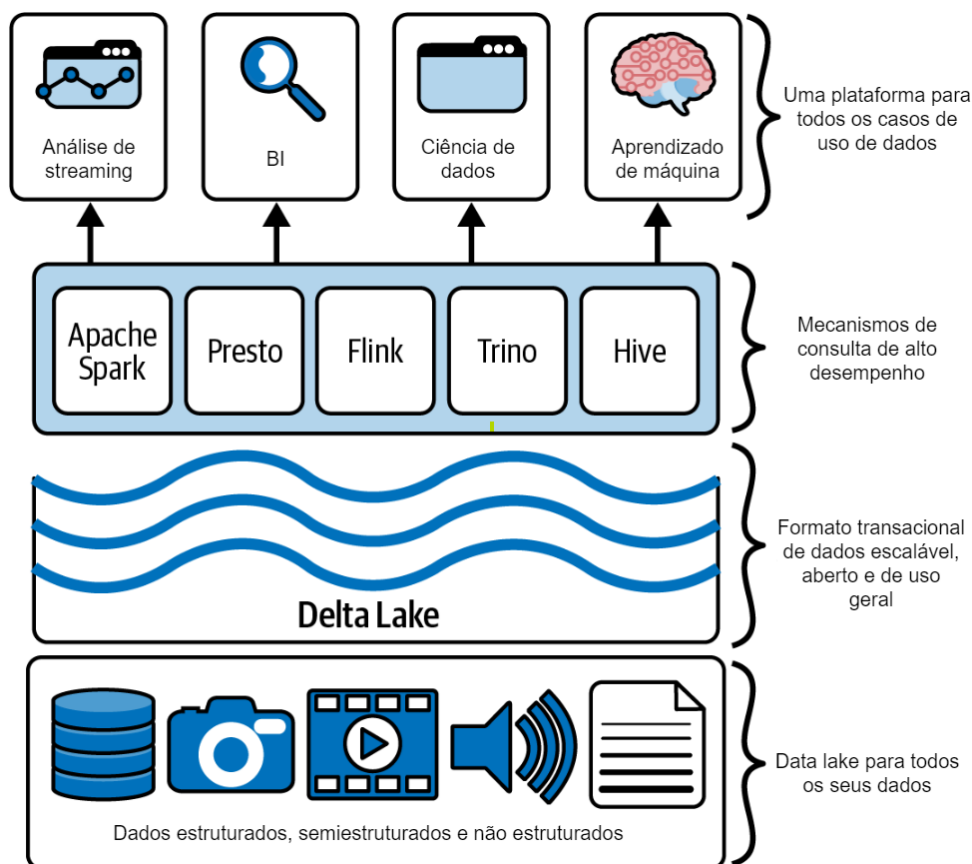 Análise de
streaming
BI
Ciência de
dados
Aprendizado
de máquina
Uma plataforma para
todos os casos de
uso de dados
Apache
Spark
Presto
Flink
Trino
Hive
Mecanismos de
consulta de alto
desempenho
Delta Lake
Formato transacional
de dados escalável,
aberto e de uso
geral
Dados estruturados, semiestruturados e não estruturados
Data lake para todos
os seus dados